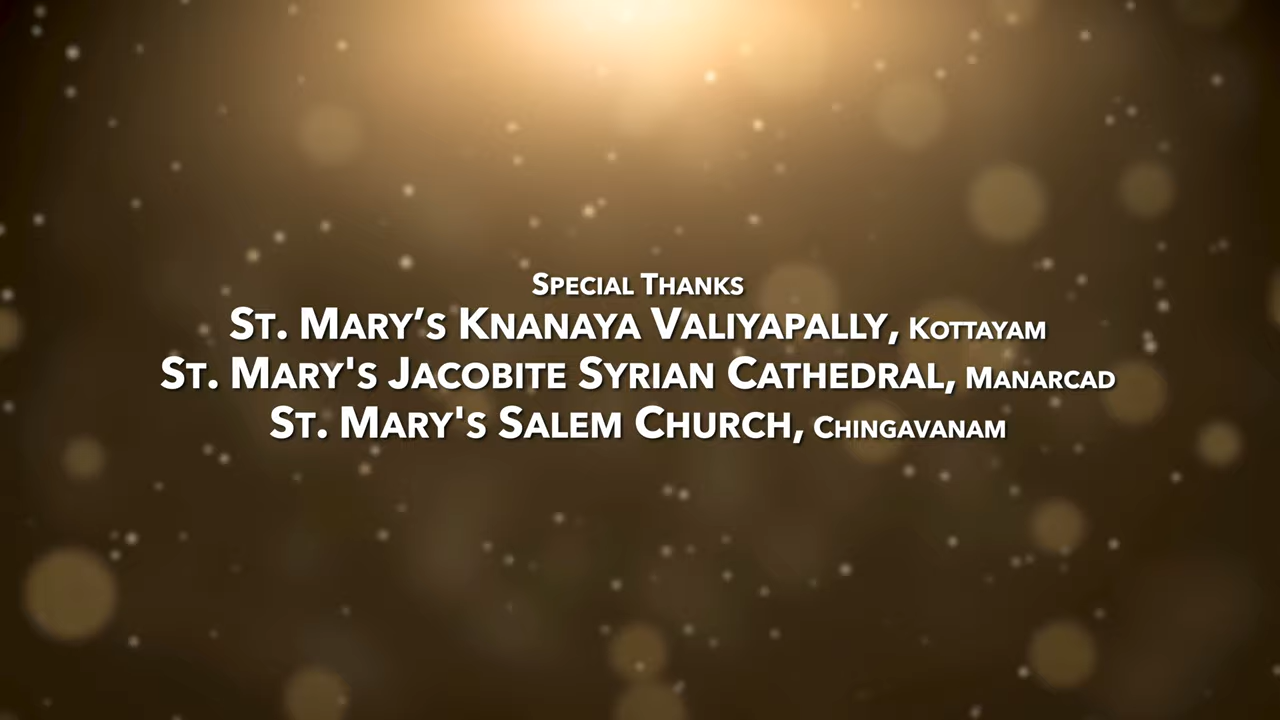 Special Thanks
St. Mary’s Knanaya Valiyapally, Kottayam
St. Mary's Jacobite Syrian Cathedral, Manarcad
St. Mary's Salem Church, Chingavanam